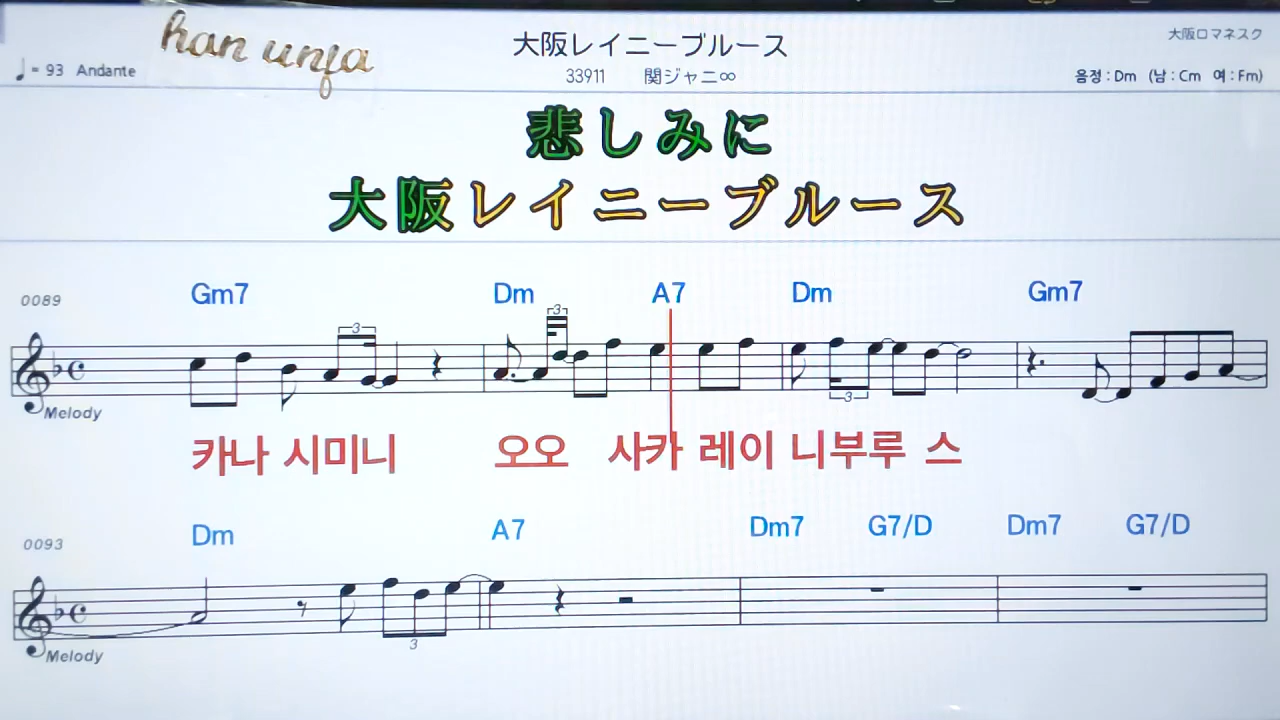 han unja
大阪レイニーブルース
大阪ロマネスク
♩= 93 Andante
33911 関ジャニ∞
음정 : Dm (남 : Cm 여 : Fm)
悲しみに
大阪レイニーブルース
0089 Gm7 Dm A7 Dm Gm7
3 3 3
Melody
카나 시미니 오오 사카 레이 니부루 스
0093 Dm A7 Dm7 G7/D Dm7 G7/D
3
Melody